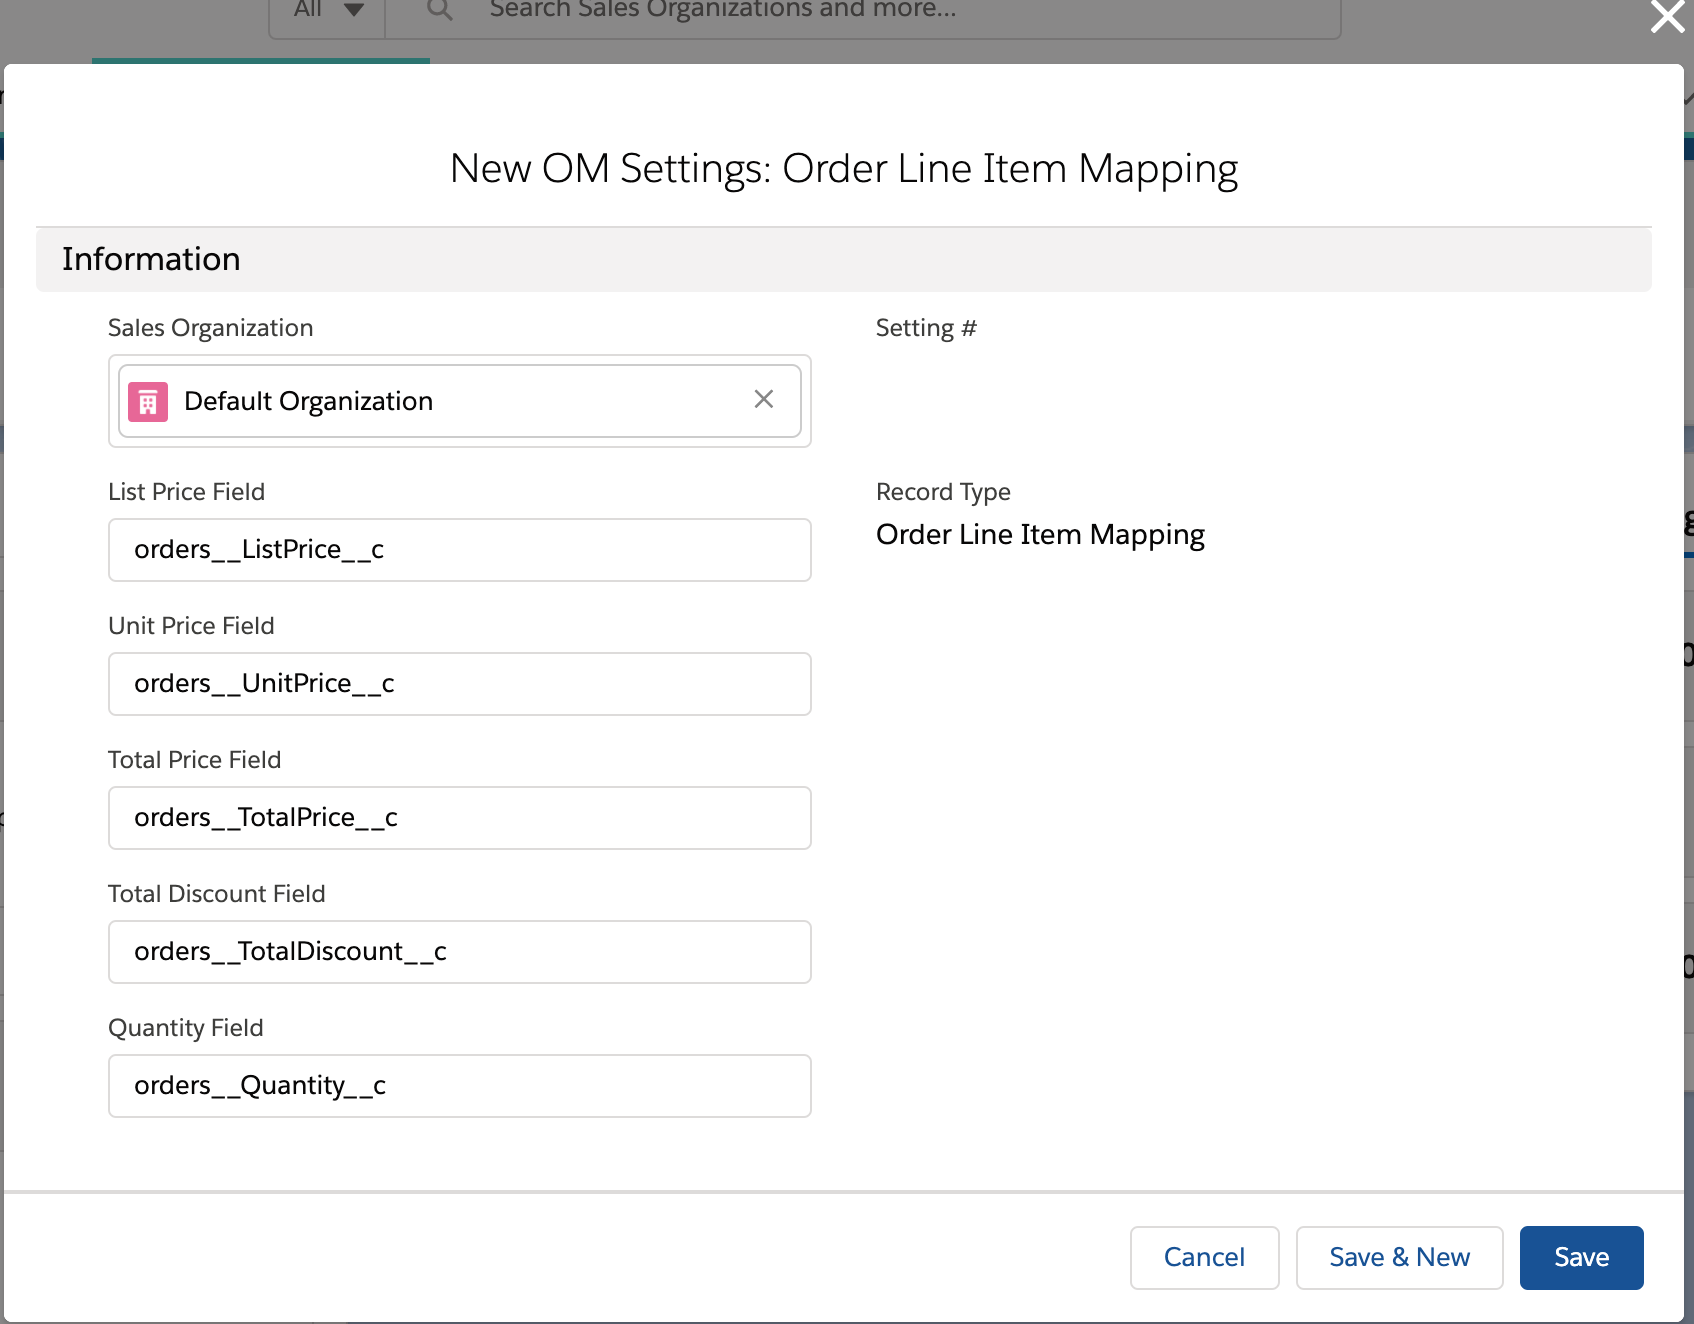 All
Search Sales Organizations and more...
New OM Settings: Order Line Item Mapping
Information
Sales Organization
Default Organization
Setting #
List Price Field
orders__ListPrice__c
Record Type
Order Line Item Mapping
Unit Price Field
orders__UnitPrice__c
Total Price Field
orders__TotalPrice__c
Total Discount Field
orders__TotalDiscount__c
Quantity Field
orders__Quantity__c
Cancel
Save & New
Save